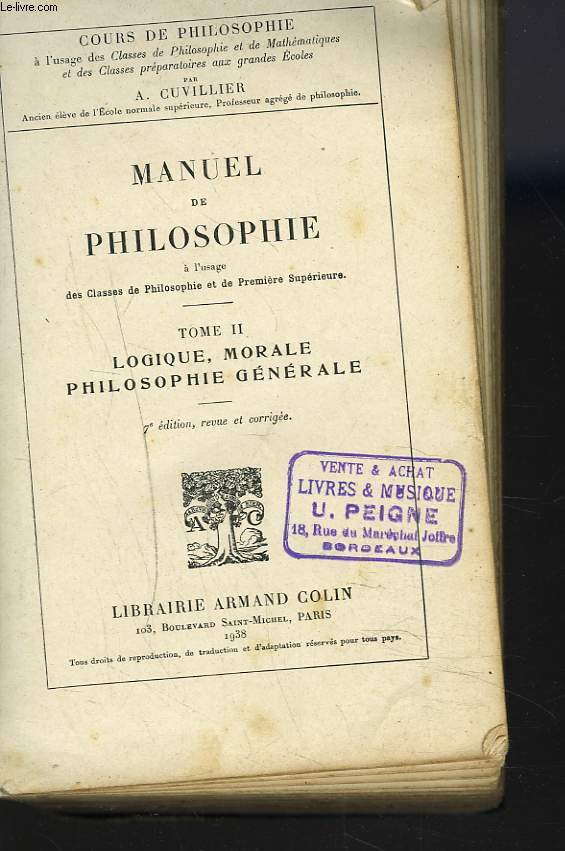 Le-livre.com
COURS DE PHILOSOPHIE
à l'usage des Classes de Philosophie et de Mathématiques
et des Classes préparatoires aux grandes Écoles
PAR
A. CUVILLIER
Ancien élève de l'École normale supérieure, Professeur agrégé de philosophie.
MANUEL
DE
PHILOSOPHIE
à l'usage
des Classes de Philosophie et de Première Supérieure.
TOME II
LOGIQUE, MORALE
PHILOSOPHIE GÉNÉRALE
7e édition, revue et corrigée.
A C
VENTE & ACHAT
LIVRES & MUSIQUE
U. PEIGNE
18, Rue du Maréchal Joffre
BORDEAUX
LIBRAIRIE ARMAND COLIN
103, BOULEVARD SAINT-MICHEL, PARIS
1938
Tous droits de reproduction, de traduction et d'adaptation réservés pour tous pays.